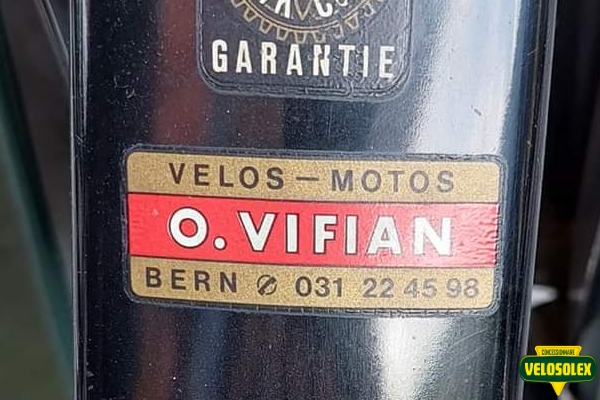 GARANTIE
VELOS – MOTOS
O. VIFIAN
BERN 031 22 45 98
CONCESSIONNAIRE
VELOSOLEX